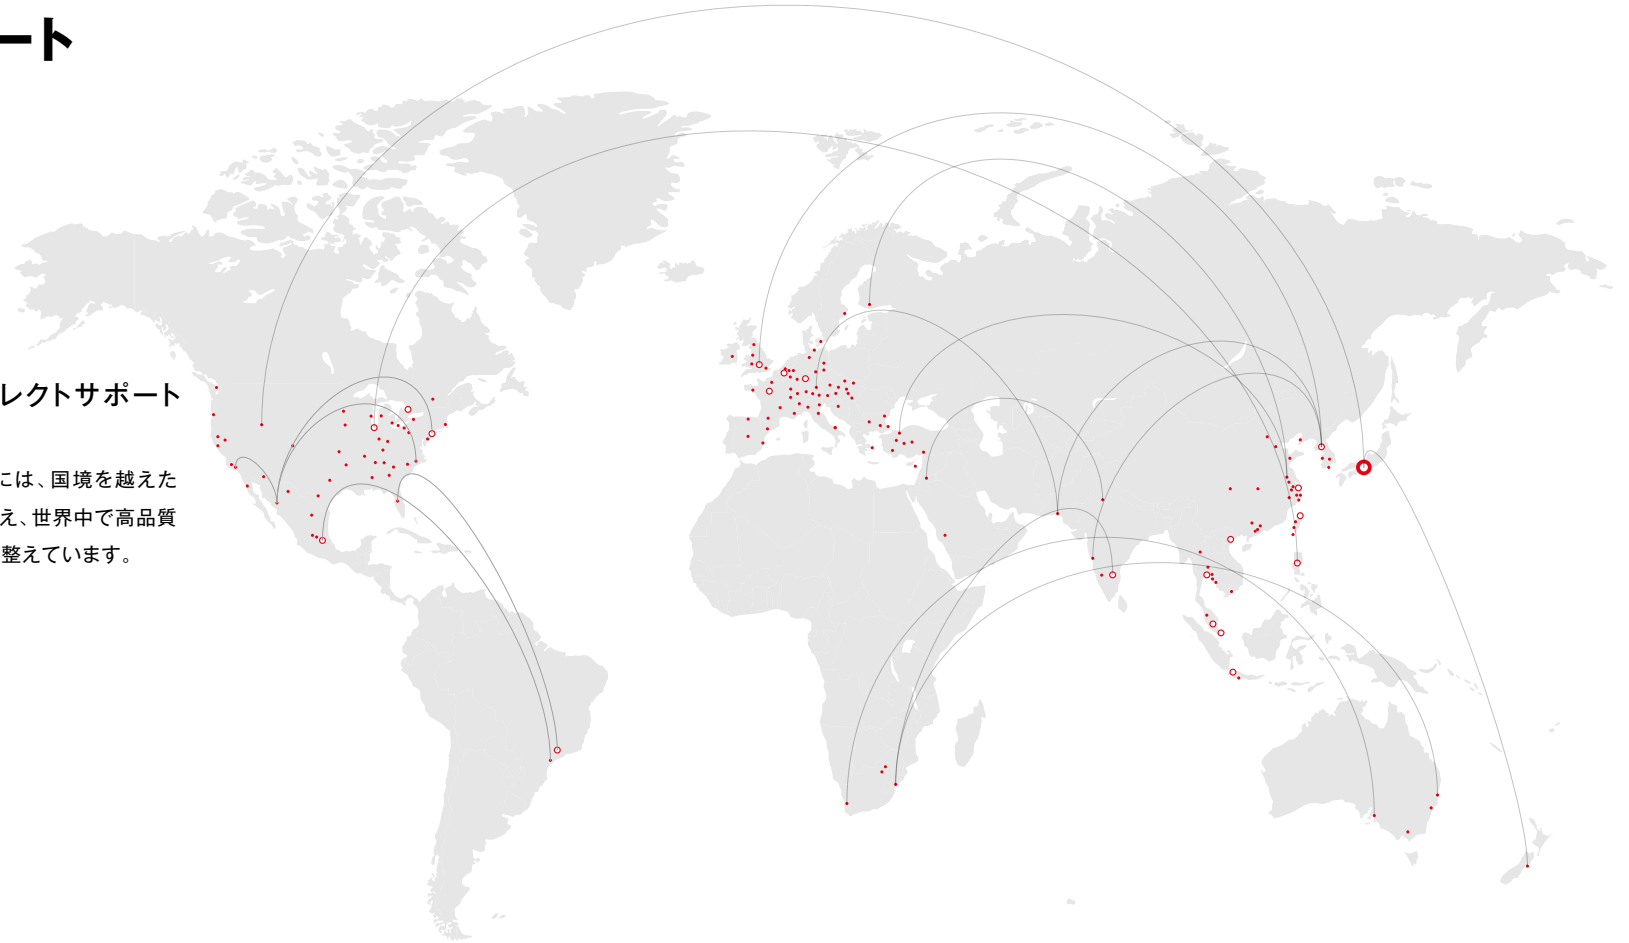 ート
レクトサポート
には、国境を越えた
え、世界中で高品質
整えています。